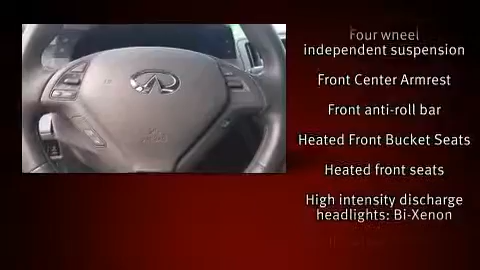 Four wheel
independent suspension
Front Center Armrest
Front anti-roll bar
Heated Front Bucket Seats
Heated front seats
High intensity discharge
headlights: Bi-Xenon